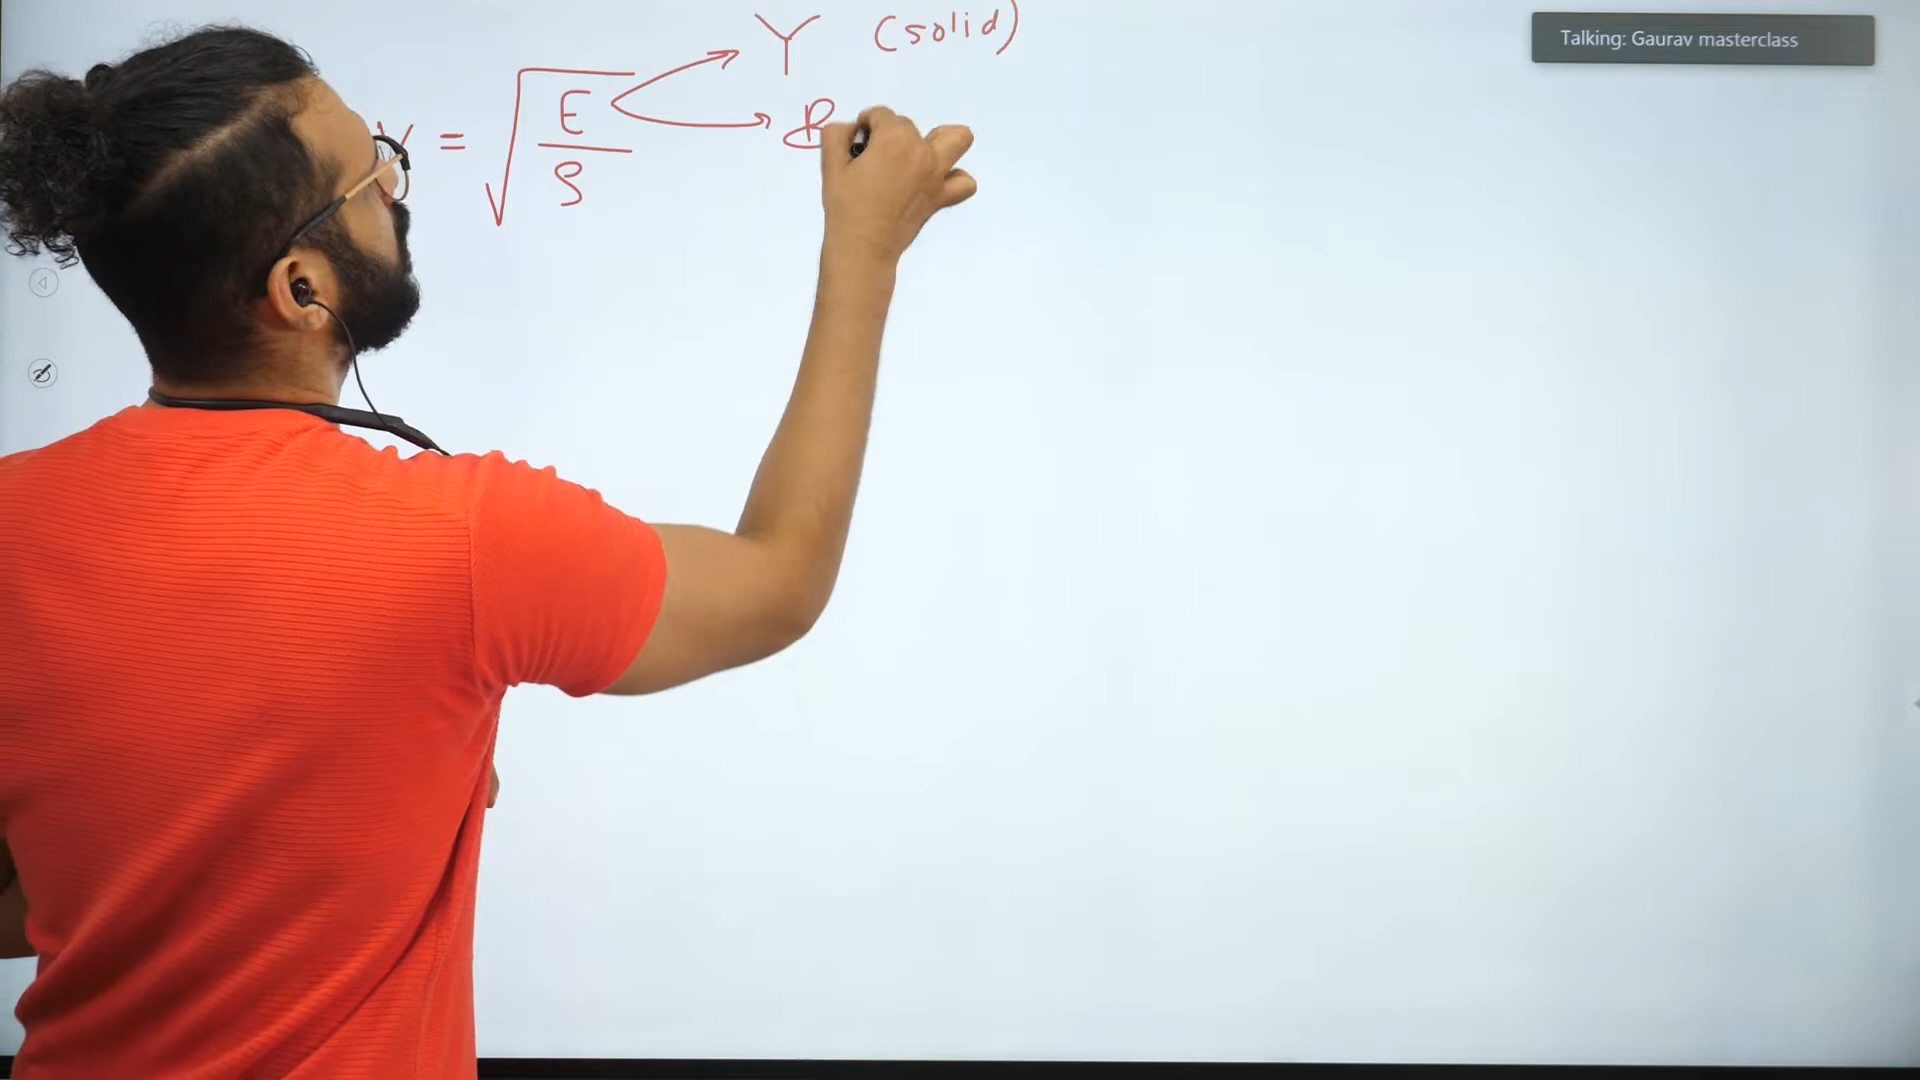 Talking: Gaurav masterclass
Y (solid)
V = √(E/ρ)
B